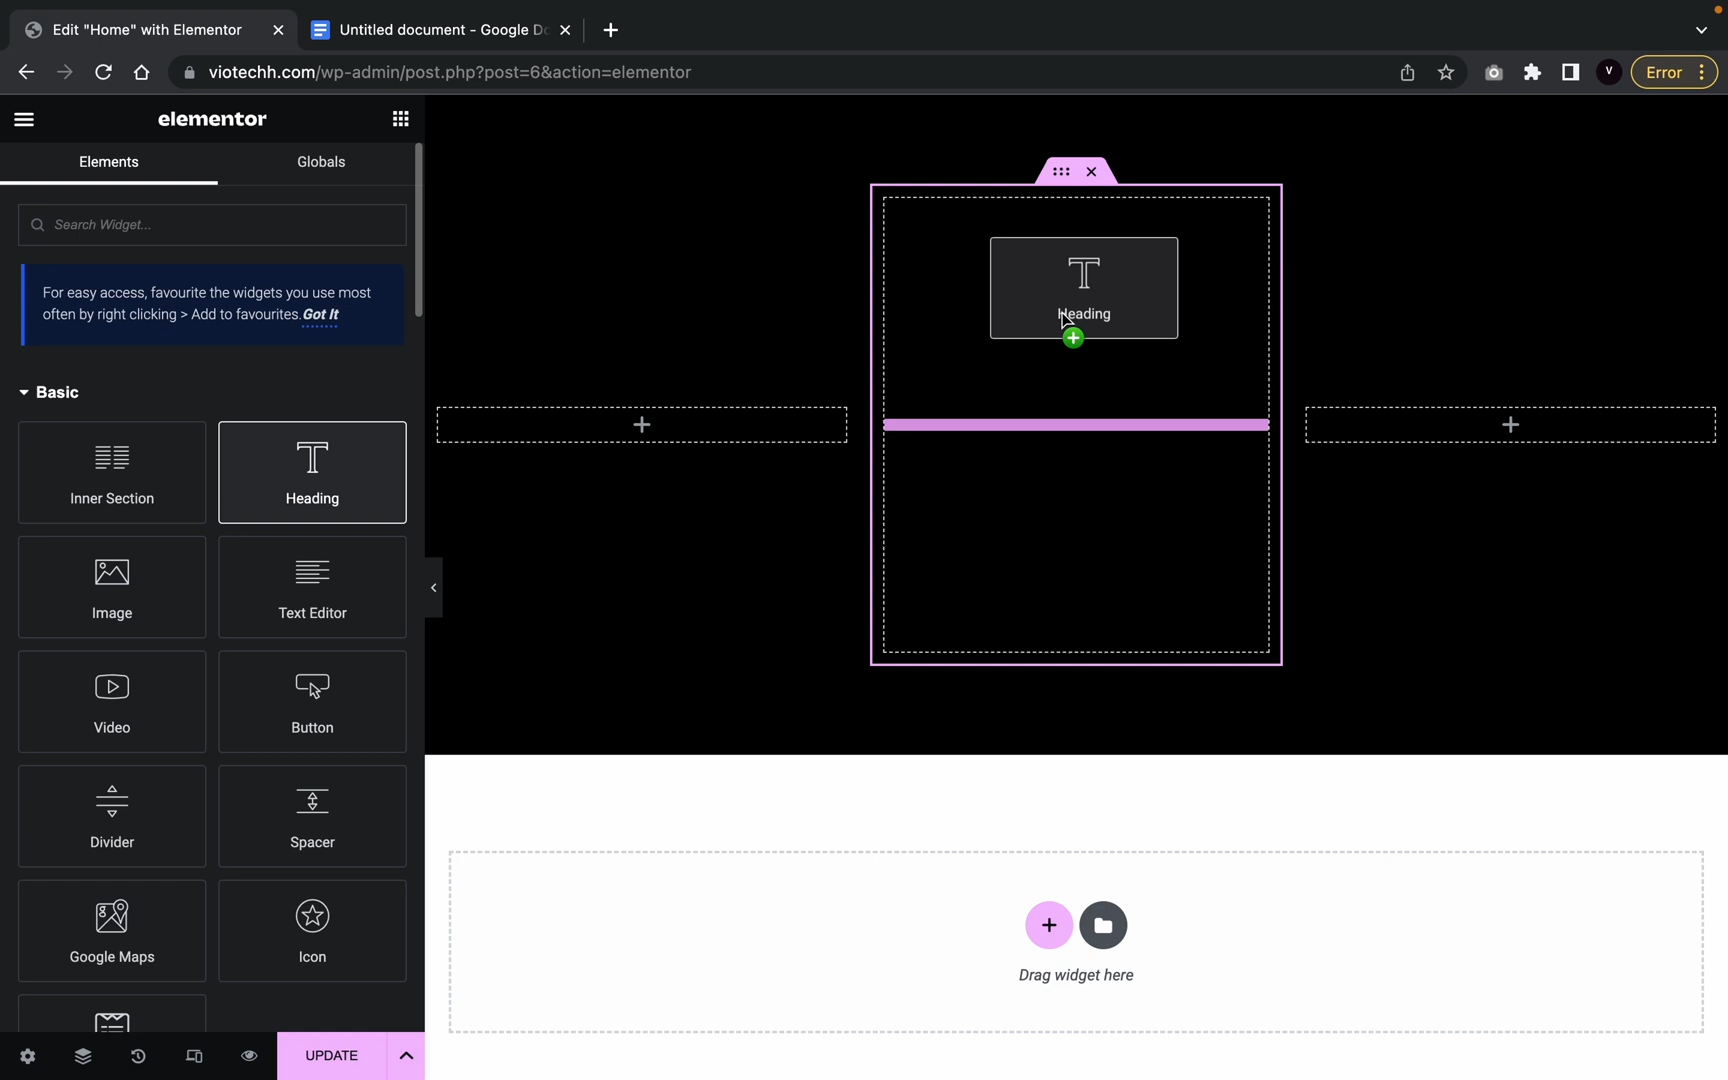 Edit "Home" with Elementor
Untitled document - Google Do
viotechh.com/wp-admin/post.php?post=6&action=elementor
V
Error
elementor
Elements
Globals
Search Widget...
For easy access, favourite the widgets you use most
often by right clicking > Add to favourites. Got It
Basic
Inner Section
Heading
Image
Text Editor
Video
Button
Divider
Spacer
Google Maps
Icon
UPDATE
Heading
Drag widget here